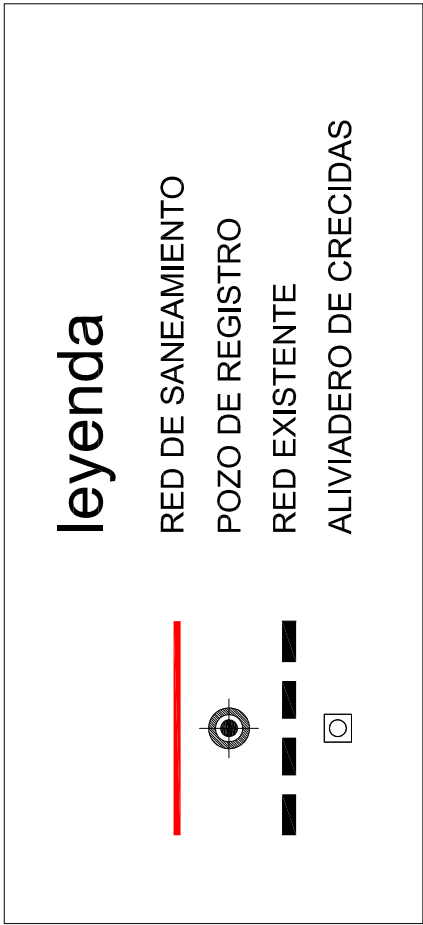 leyenda
RED DE SANEAMIENTO
POZO DE REGISTRO
RED EXISTENTE
ALIVIADERO DE CRECIDAS